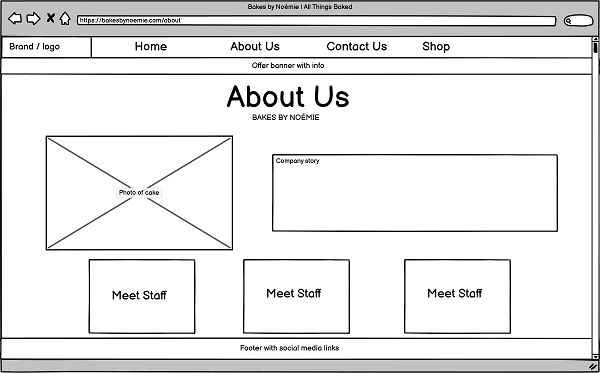 Bakes by Noémie | All Things Baked
https://bakesbynoemie.com/about
Brand / logo
Home
About Us
Contact Us
Shop
Offer banner with info
About Us
BAKES BY NOÉMIE
Photo of cake
Company story
Meet Staff
Meet Staff
Meet Staff
Footer with social media links